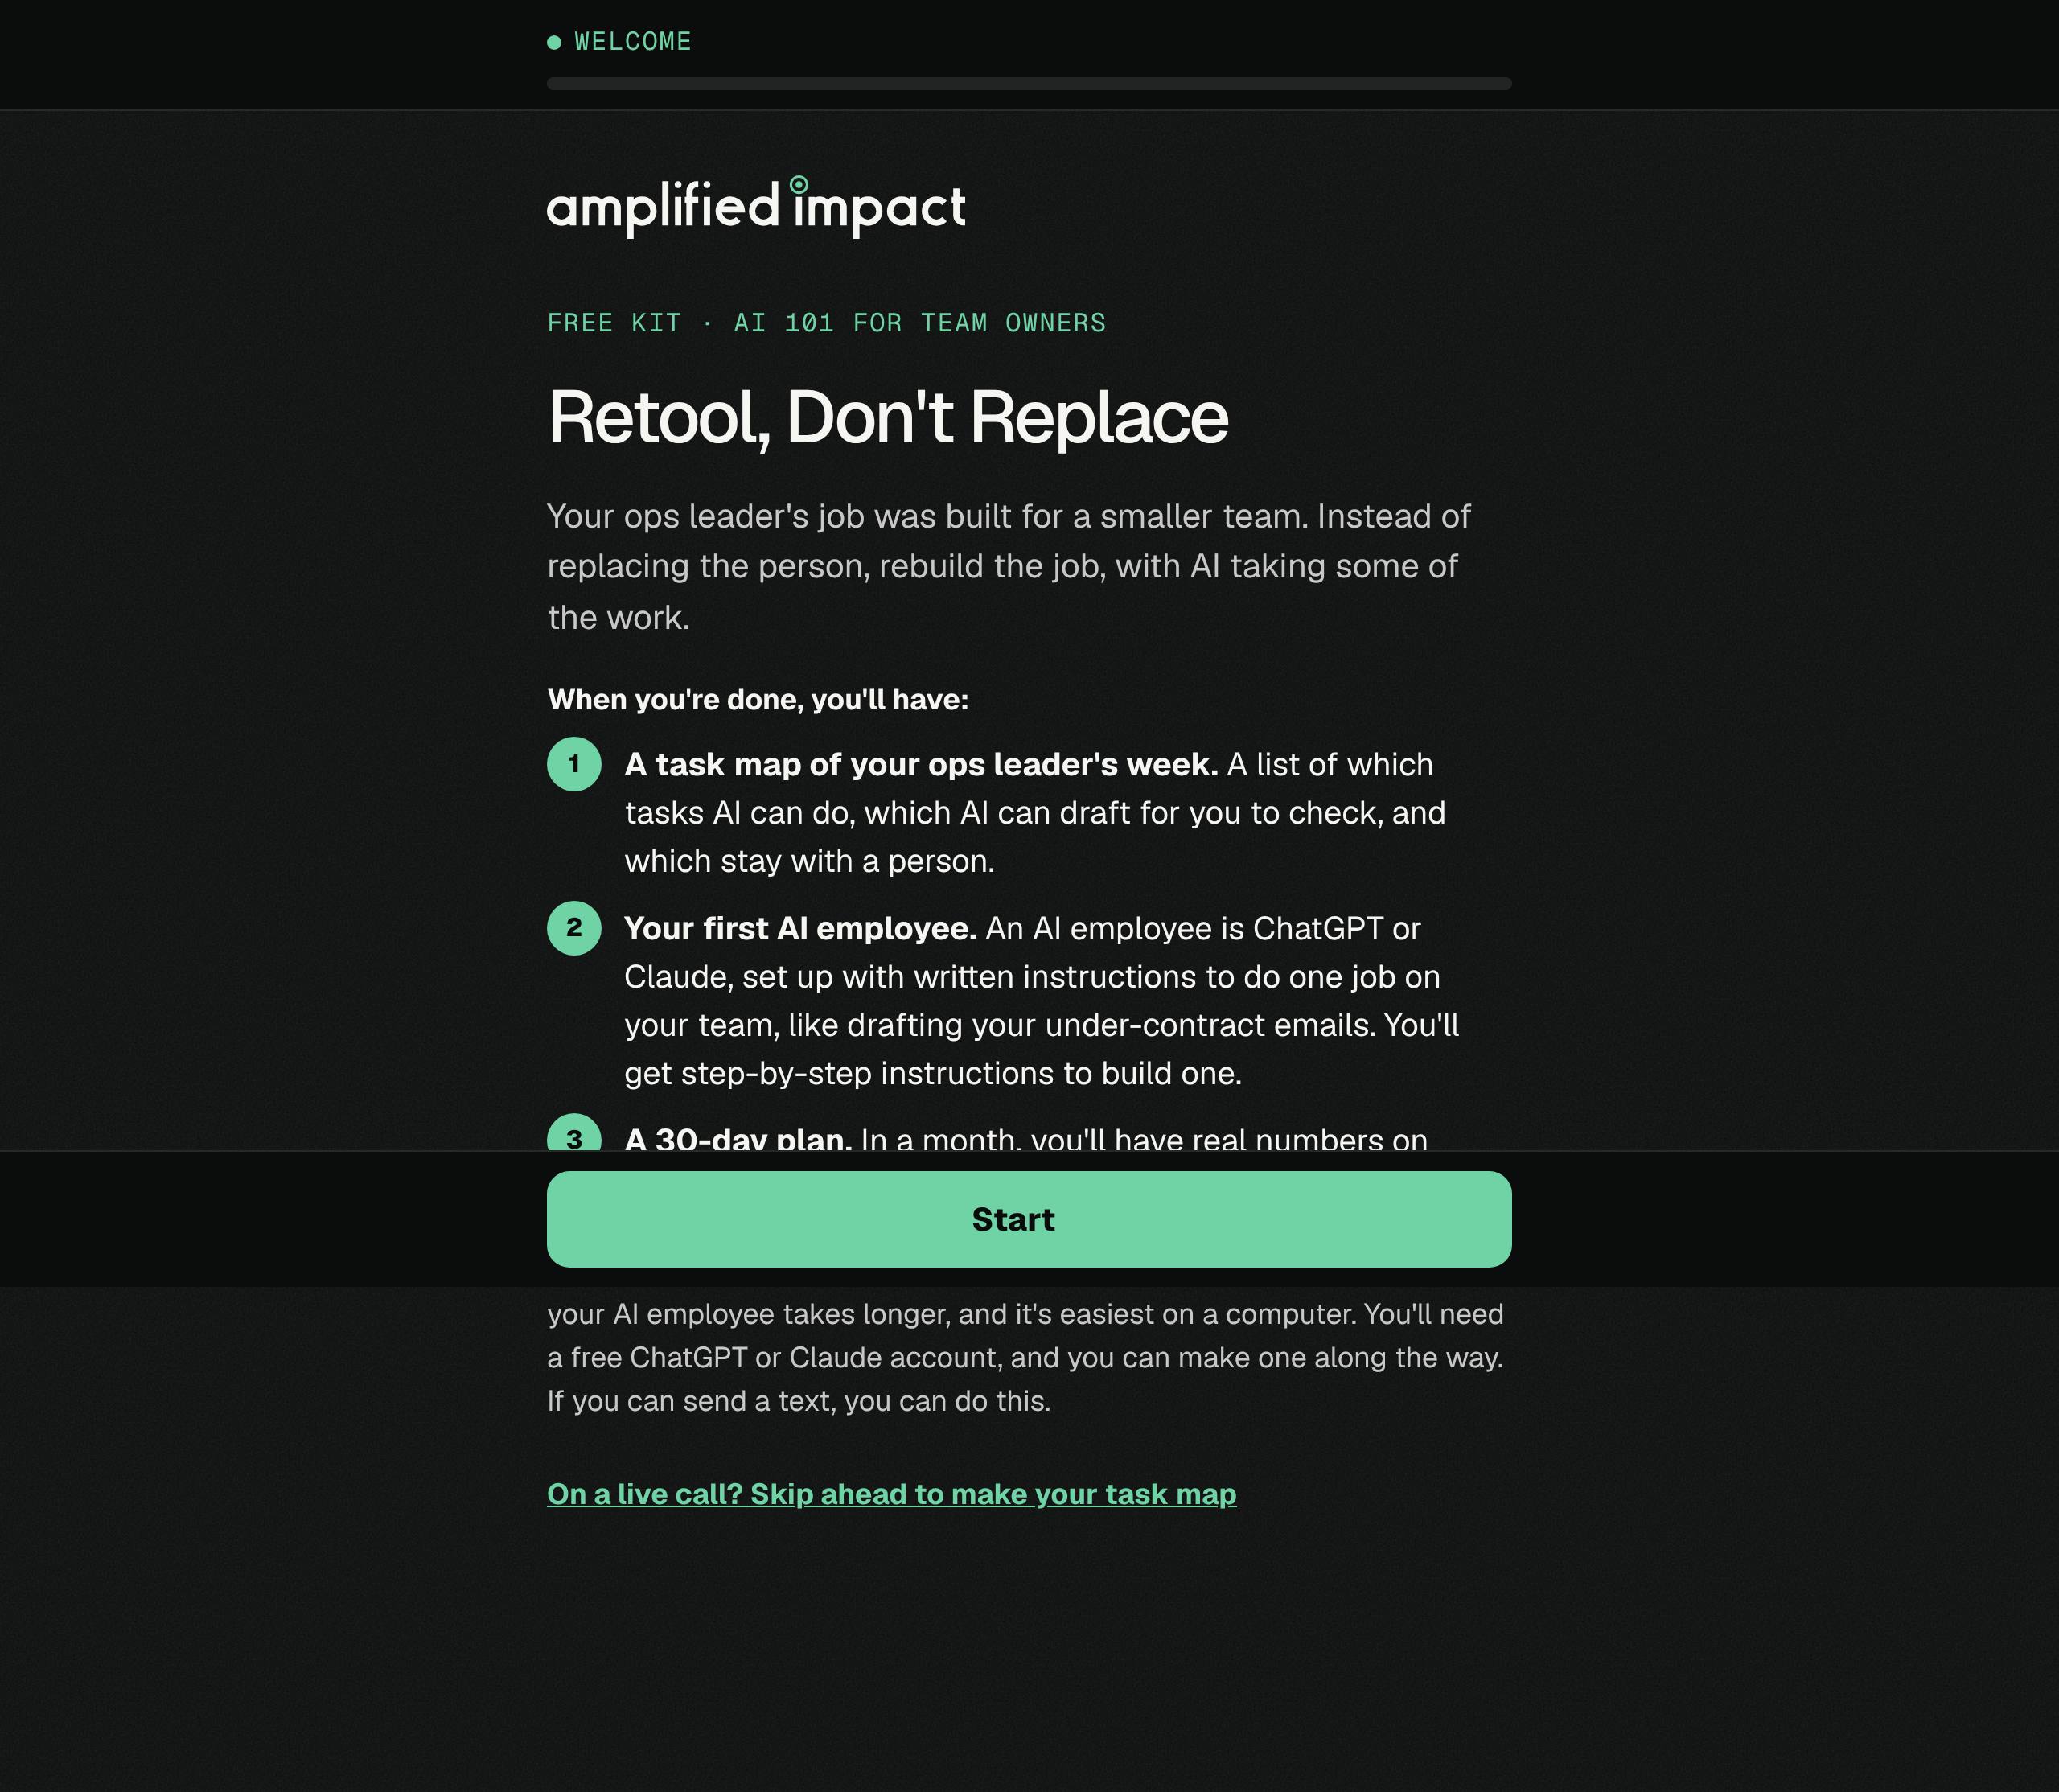 WELCOME
amplified impact
FREE KIT · AI 101 FOR TEAM OWNERS
Retool, Don't Replace
Your ops leader's job was built for a smaller team. Instead of
replacing the person, rebuild the job, with AI taking some of
the work.
When you're done, you'll have:
1 A task map of your ops leader's week. A list of which
tasks AI can do, which AI can draft for you to check, and
which stay with a person.
2 Your first AI employee. An AI employee is ChatGPT or
Claude, set up with written instructions to do one job on
your team, like drafting your under-contract emails. You'll
get step-by-step instructions to build one.
3 A 30-day plan. In a month, you'll have real numbers on
Start
your AI employee takes longer, and it's easiest on a computer. You'll need
a free ChatGPT or Claude account, and you can make one along the way.
If you can send a text, you can do this.
On a live call? Skip ahead to make your task map